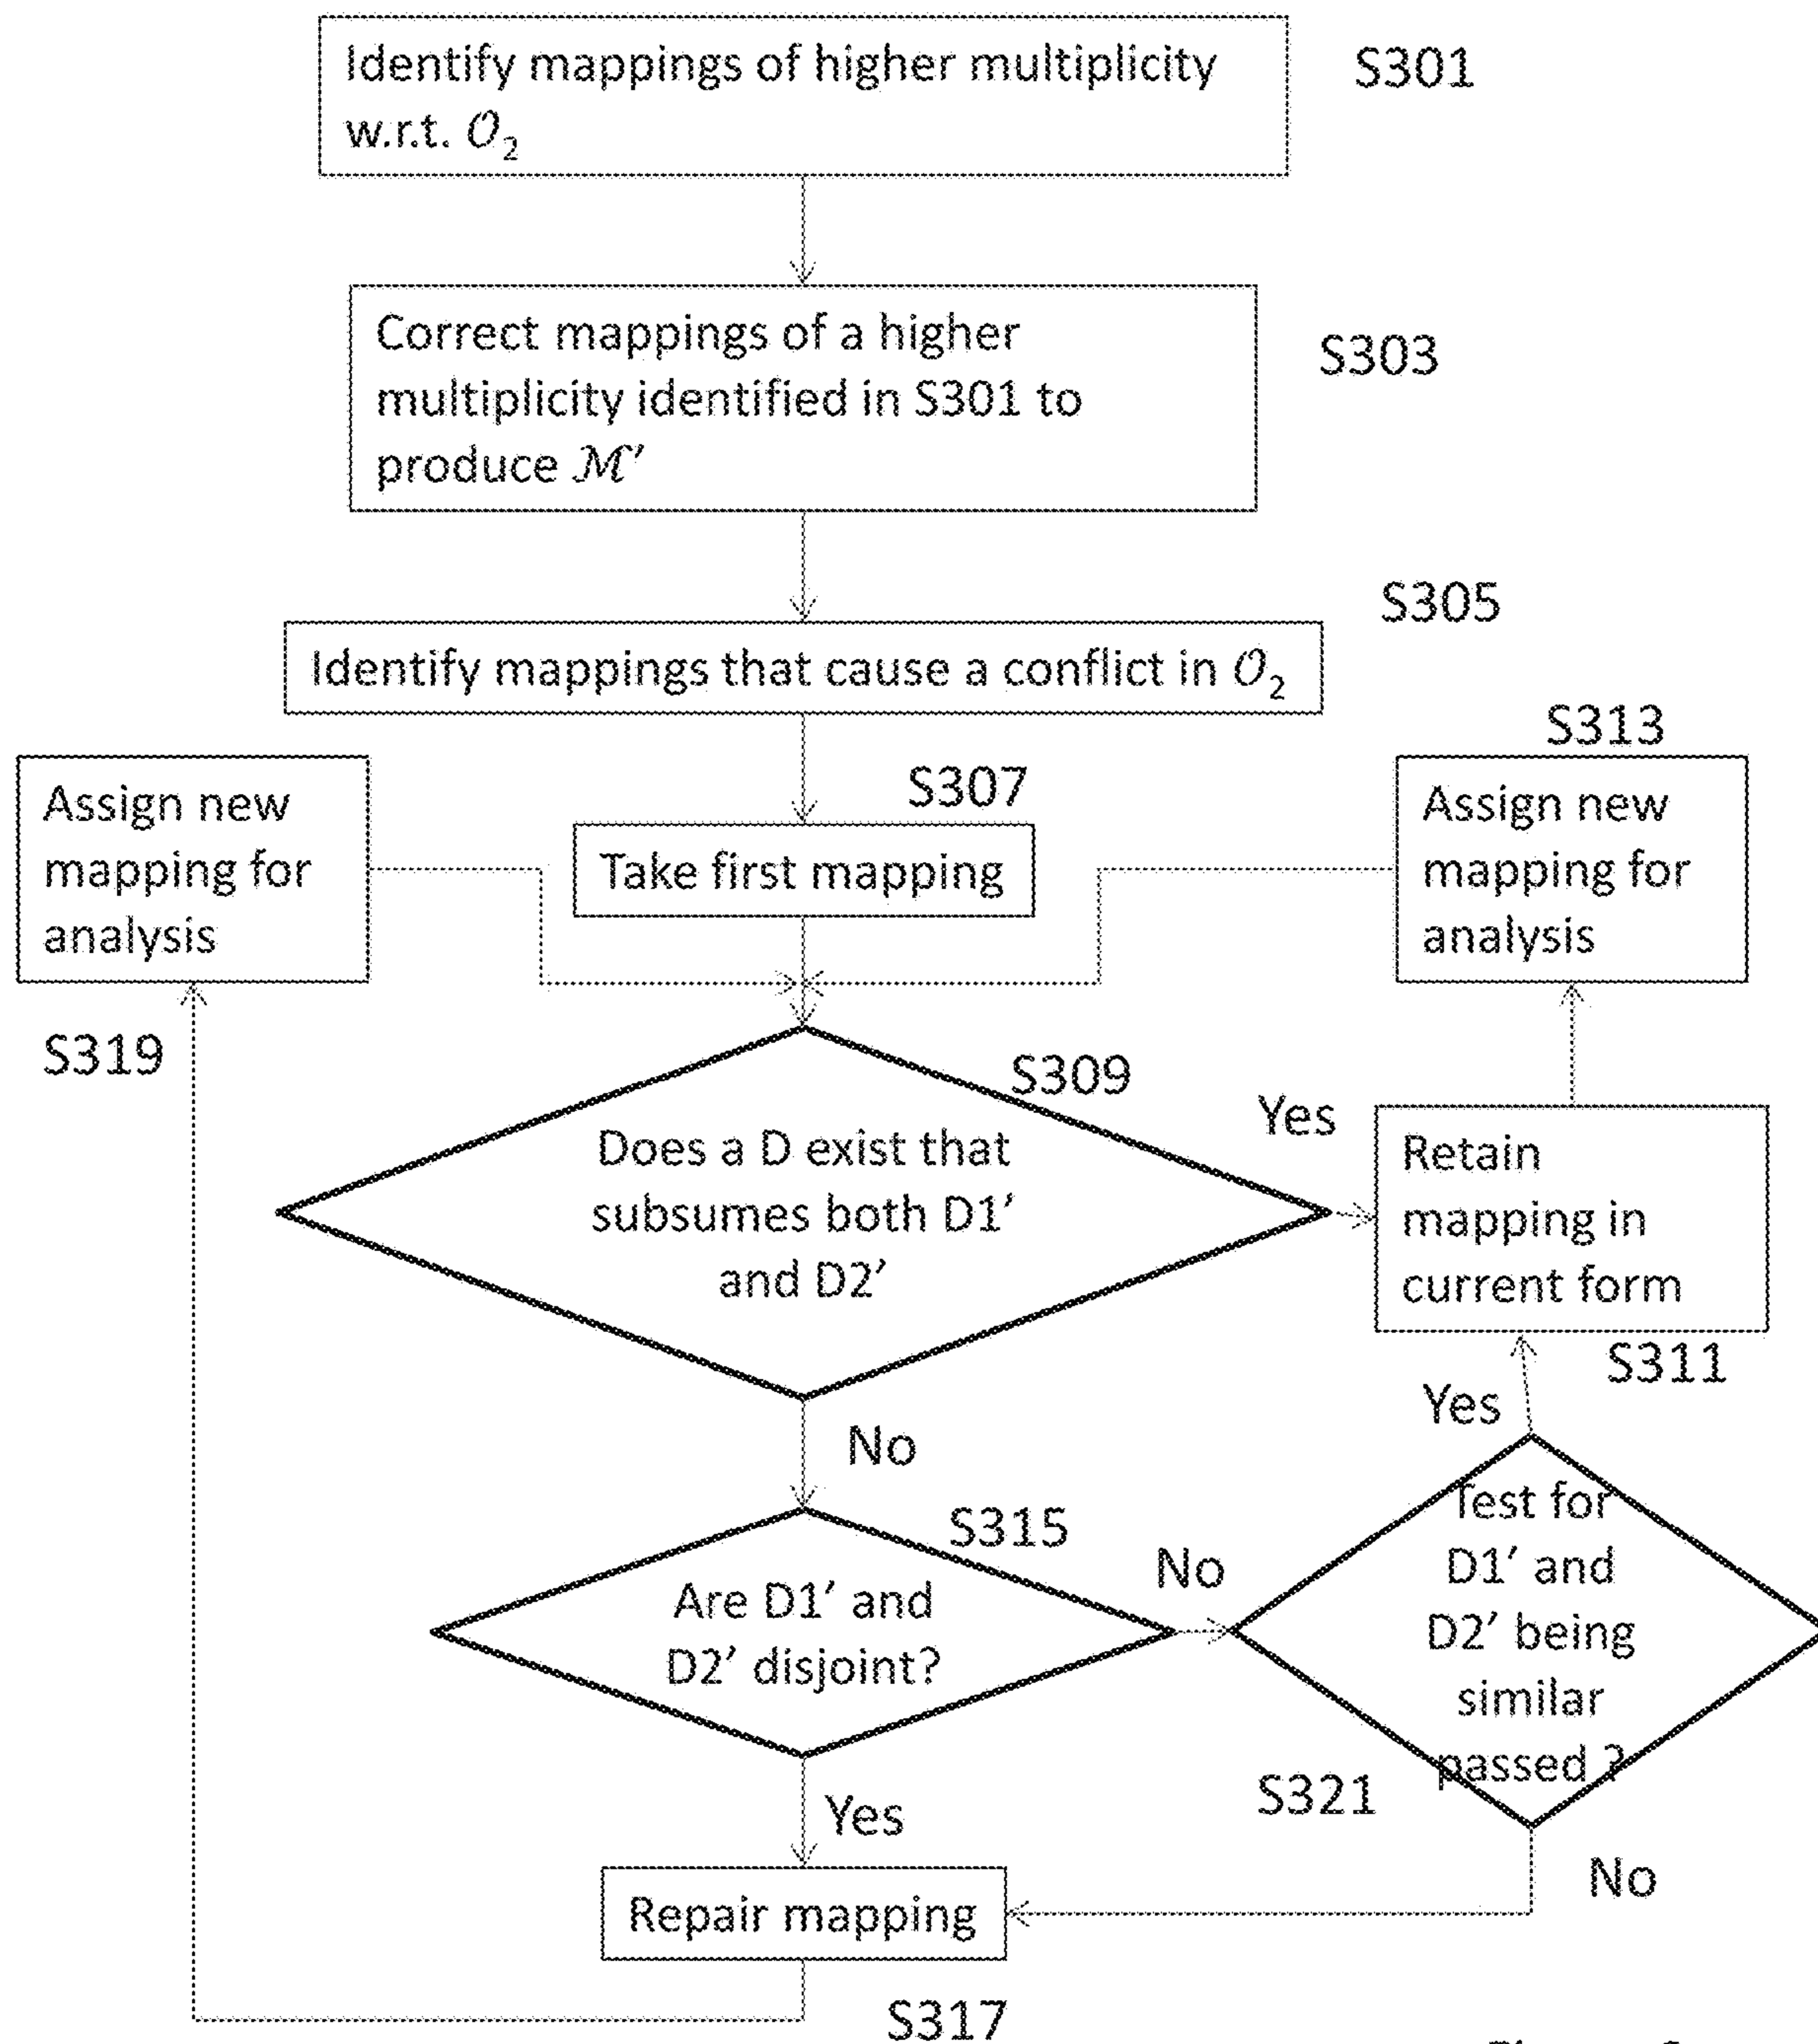 Identify mappings of higher multiplicity
w.r.t. 𝒪₂
S301
Correct mappings of a higher
multiplicity identified in S301 to
produce ℳ′
S303
S305
Identify mappings that cause a conflict in 𝒪₂
S313
S307
Assign new
mapping for
analysis
Take first mapping
Assign new
mapping for
analysis
S319
S309
Yes
Does a D exist that
subsumes both D1′
and D2′
Retain
mapping in
current form
S311
Yes
No
S315
No
Are D1′ and
D2′ disjoint?
Test for
D1′ and
D2′ being
similar
passed ?
S321
Yes
No
Repair mapping
S317